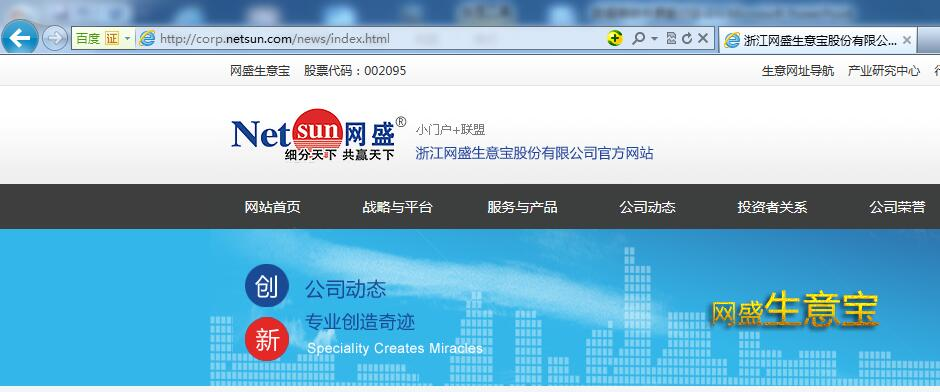 百度 证 http://corp.netsun.com/news/index.html 浙江网盛生意宝股份有限公...
网盛生意宝 股票代码：002095 生意网址导航 产业研究中心
Netsun网盛®
细分天下 共赢天下
小门户+联盟
浙江网盛生意宝股份有限公司官方网站
网站首页 战略与平台 服务与产品 公司动态 投资者关系 公司荣誉
创
新
公司动态
专业创造奇迹
Speciality Creates Miracles
网盛生意宝